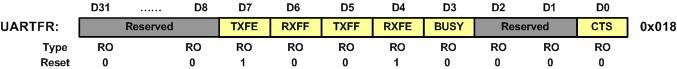 D31 ...... D8 D7 D6 D5 D4 D3 D2 D1 D0
UARTFR: Reserved TXFE RXFF TXFF RXFE BUSY Reserved CTS 0x018
Type RO RO RO RO RO RO RO RO RO RO
Reset 0 0 1 0 0 1 0 0 0 0